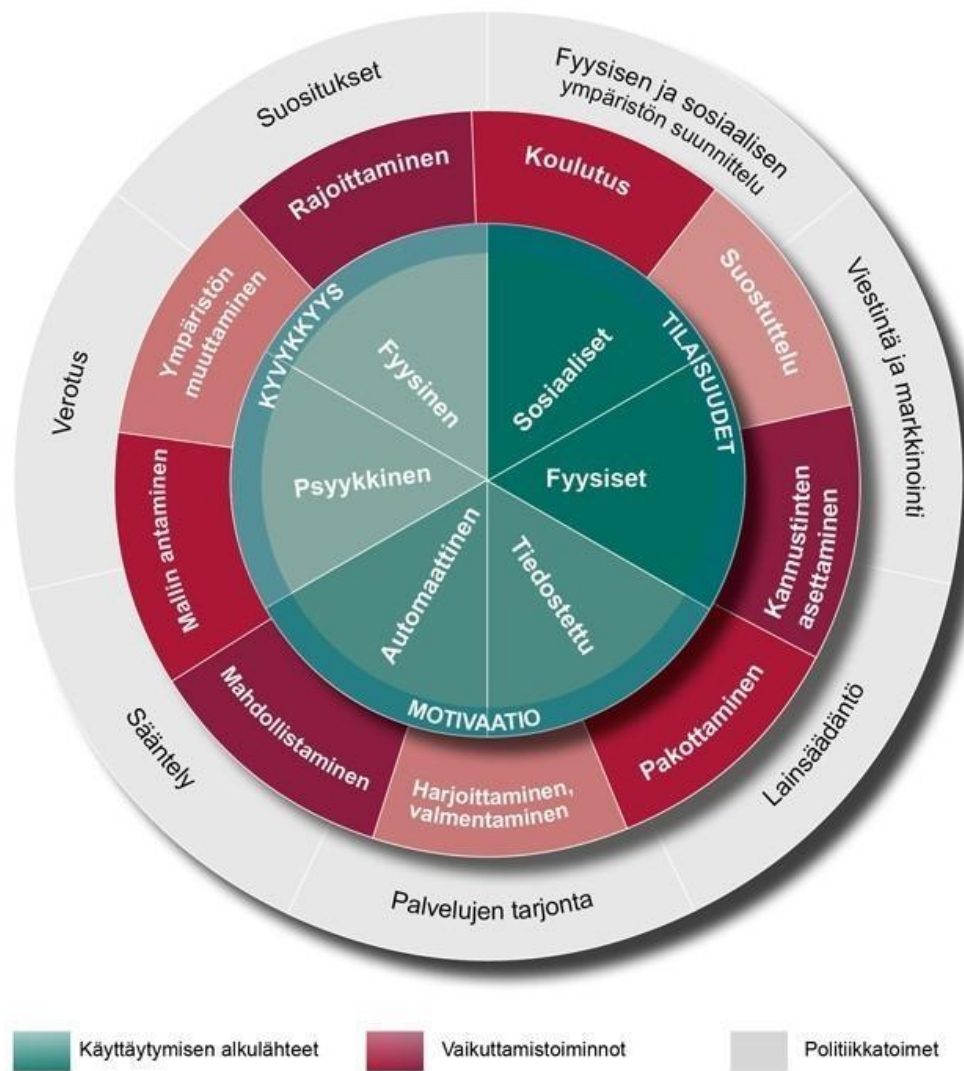 Suositukset
Fyysisen ja sosiaalisen
ympäristön suunnittelu
Viestintä ja markkinointi
Lainsäädäntö
Palvelujen tarjonta
Sääntely
Verotus
Rajoittaminen
Koulutus
Suostuttelu
Kannustinten
asettaminen
Pakottaminen
Harjoittaminen,
valmentaminen
Mahdollistaminen
Mallin antaminen
Ympäristön
muuttaminen
KYVYKKYYS
TILAISUUDET
MOTIVAATIO
Fyysinen
Sosiaaliset
Fyysiset
Tiedostettu
Automaattinen
Psyykkinen
Käyttäytymisen alkulähteet
Vaikuttamistoiminnot
Politiikkatoimet